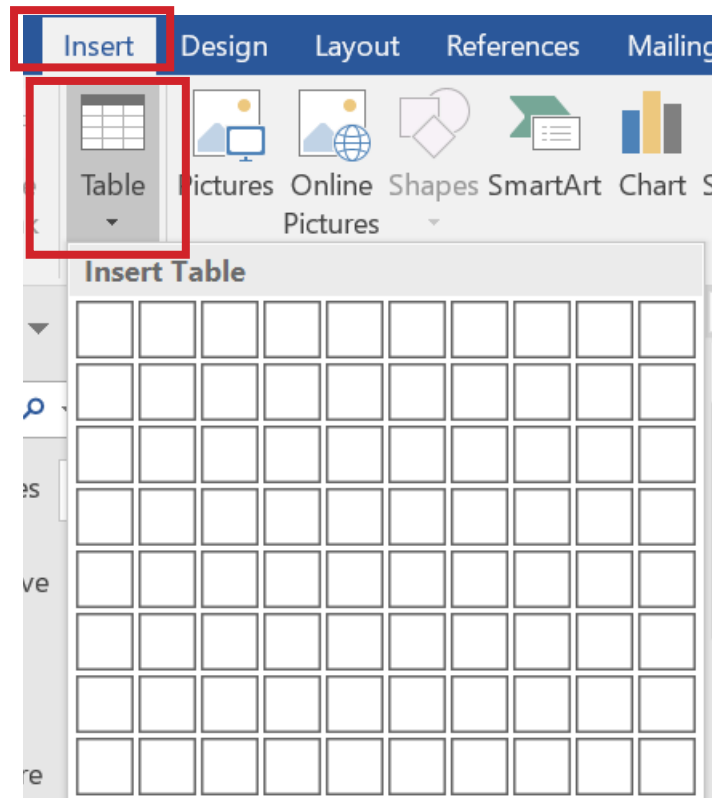 Insert Design Layout References
Table Pictures Online Shapes SmartArt Chart
Pictures
Insert Table